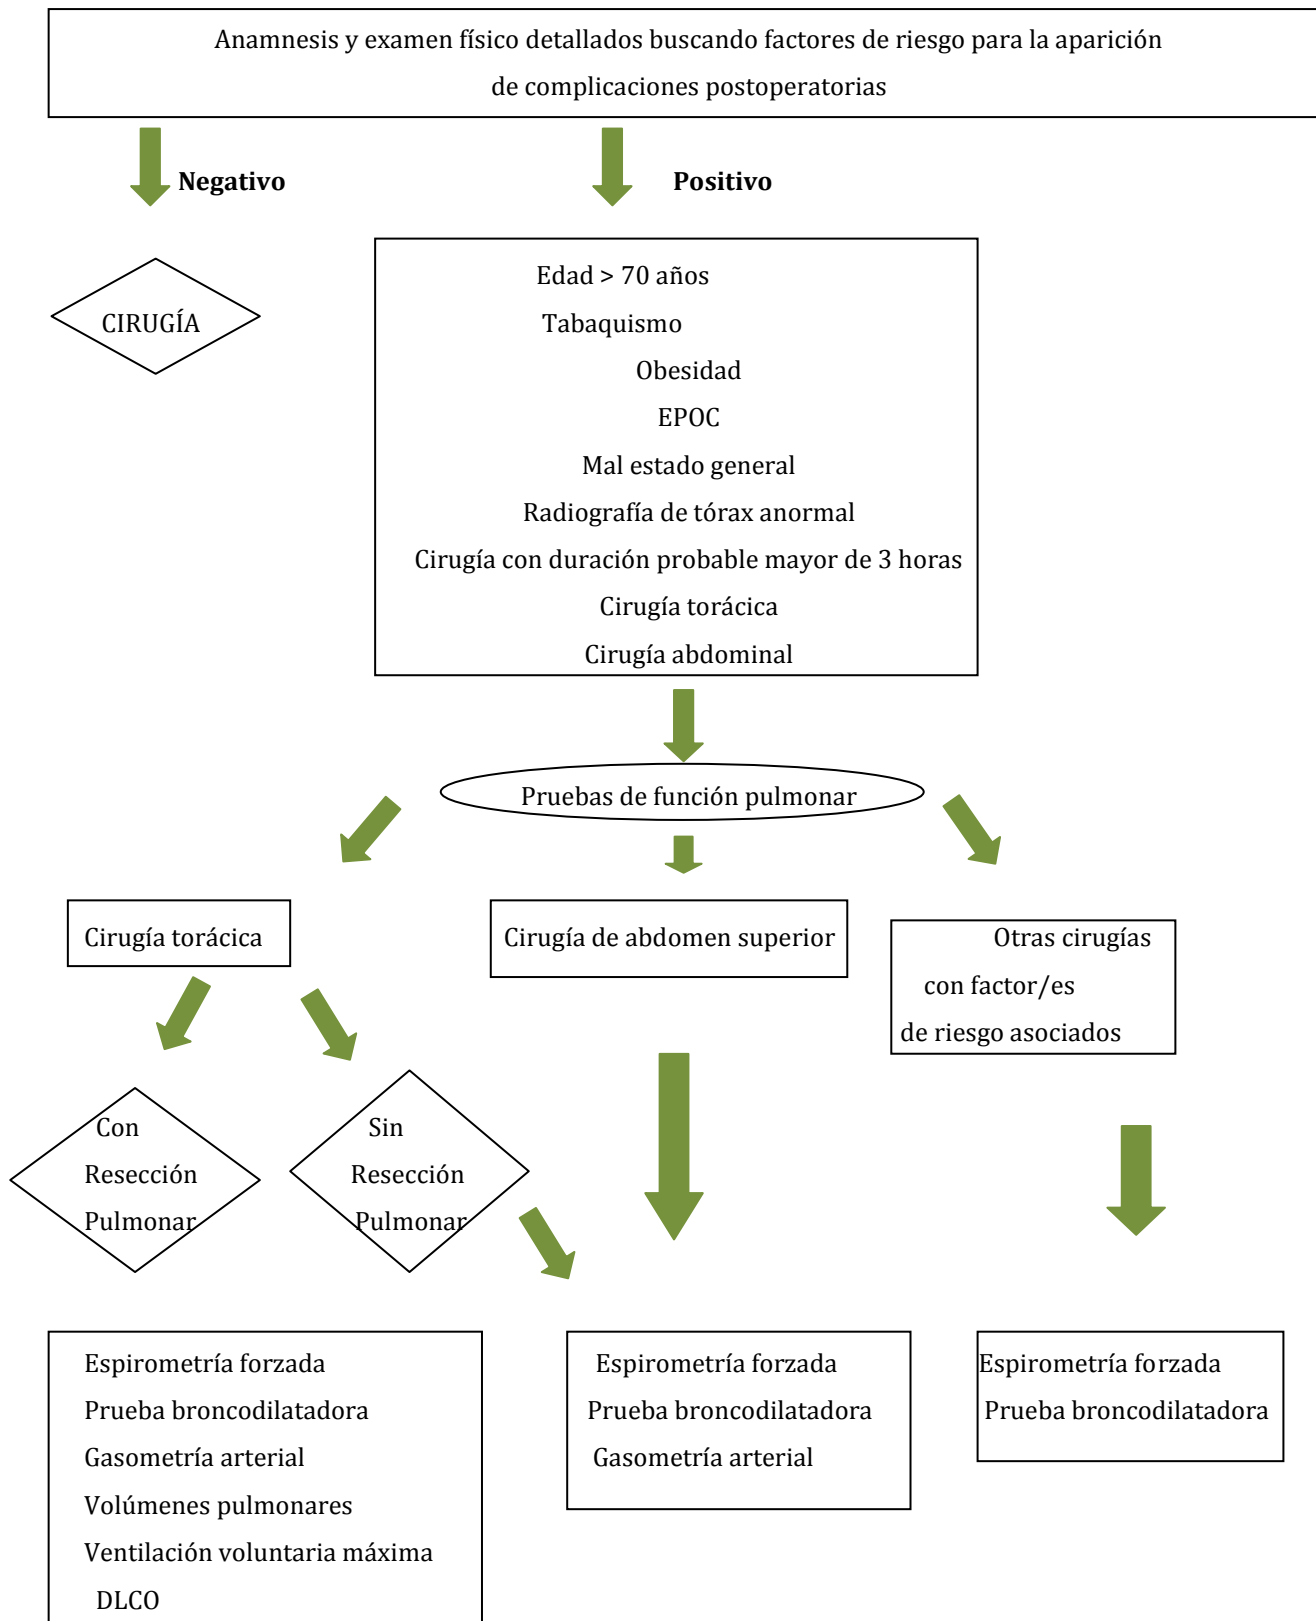 Anamnesis y examen físico detallados buscando factores de riesgo para la aparición
de complicaciones postoperatorias
Negativo
Positivo
CIRUGÍA
Edad > 70 años
Tabaquismo
Obesidad
EPOC
Mal estado general
Radiografía de tórax anormal
Cirugía con duración probable mayor de 3 horas
Cirugía torácica
Cirugía abdominal
Pruebas de función pulmonar
Cirugía torácica
Cirugía de abdomen superior
Otras cirugías
con factor/es
de riesgo asociados
Con
Resección
Pulmonar
Sin
Resección
Pulmonar
Espirometría forzada
Prueba broncodilatadora
Gasometría arterial
Volúmenes pulmonares
Ventilación voluntaria máxima
DLCO
Espirometría forzada
Prueba broncodilatadora
Gasometría arterial
Espirometría forzada
Prueba broncodilatadora